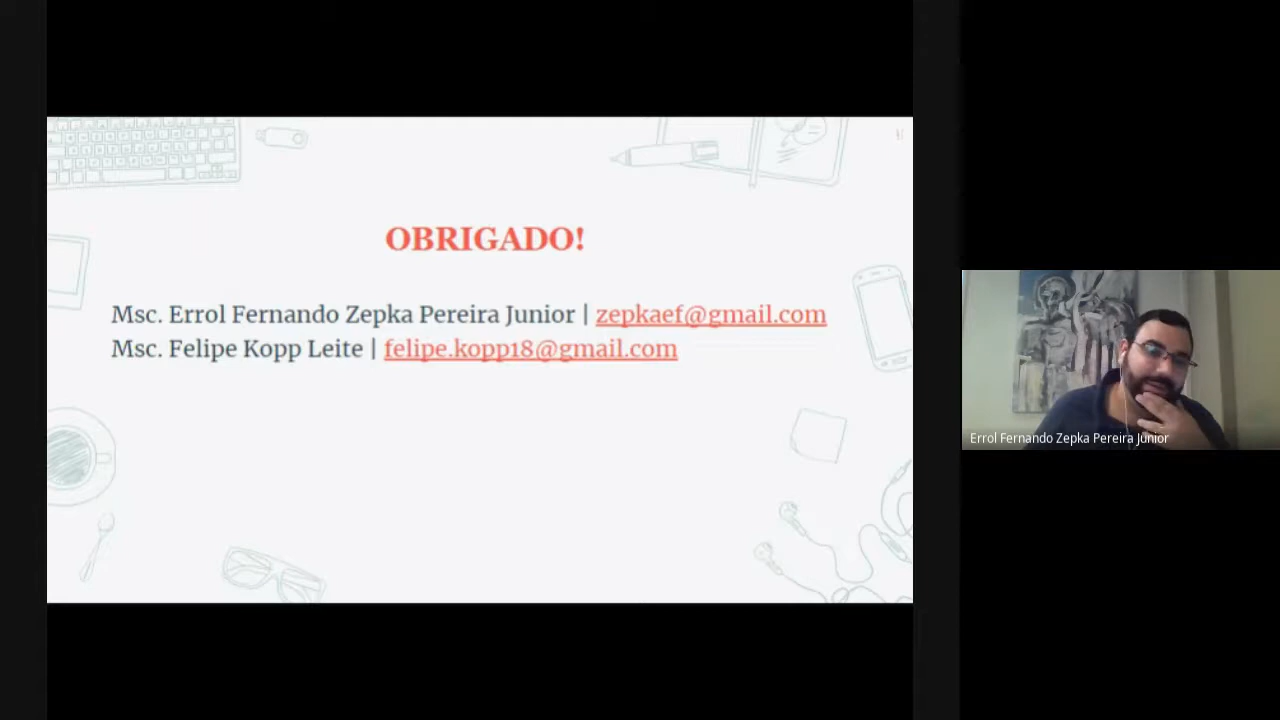 OBRIGADO!
Msc. Errol Fernando Zepka Pereira Junior | zepkaef@gmail.com
Msc. Felipe Kopp Leite | felipe.kopp18@gmail.com
Errol Fernando Zepka Pereira Junior